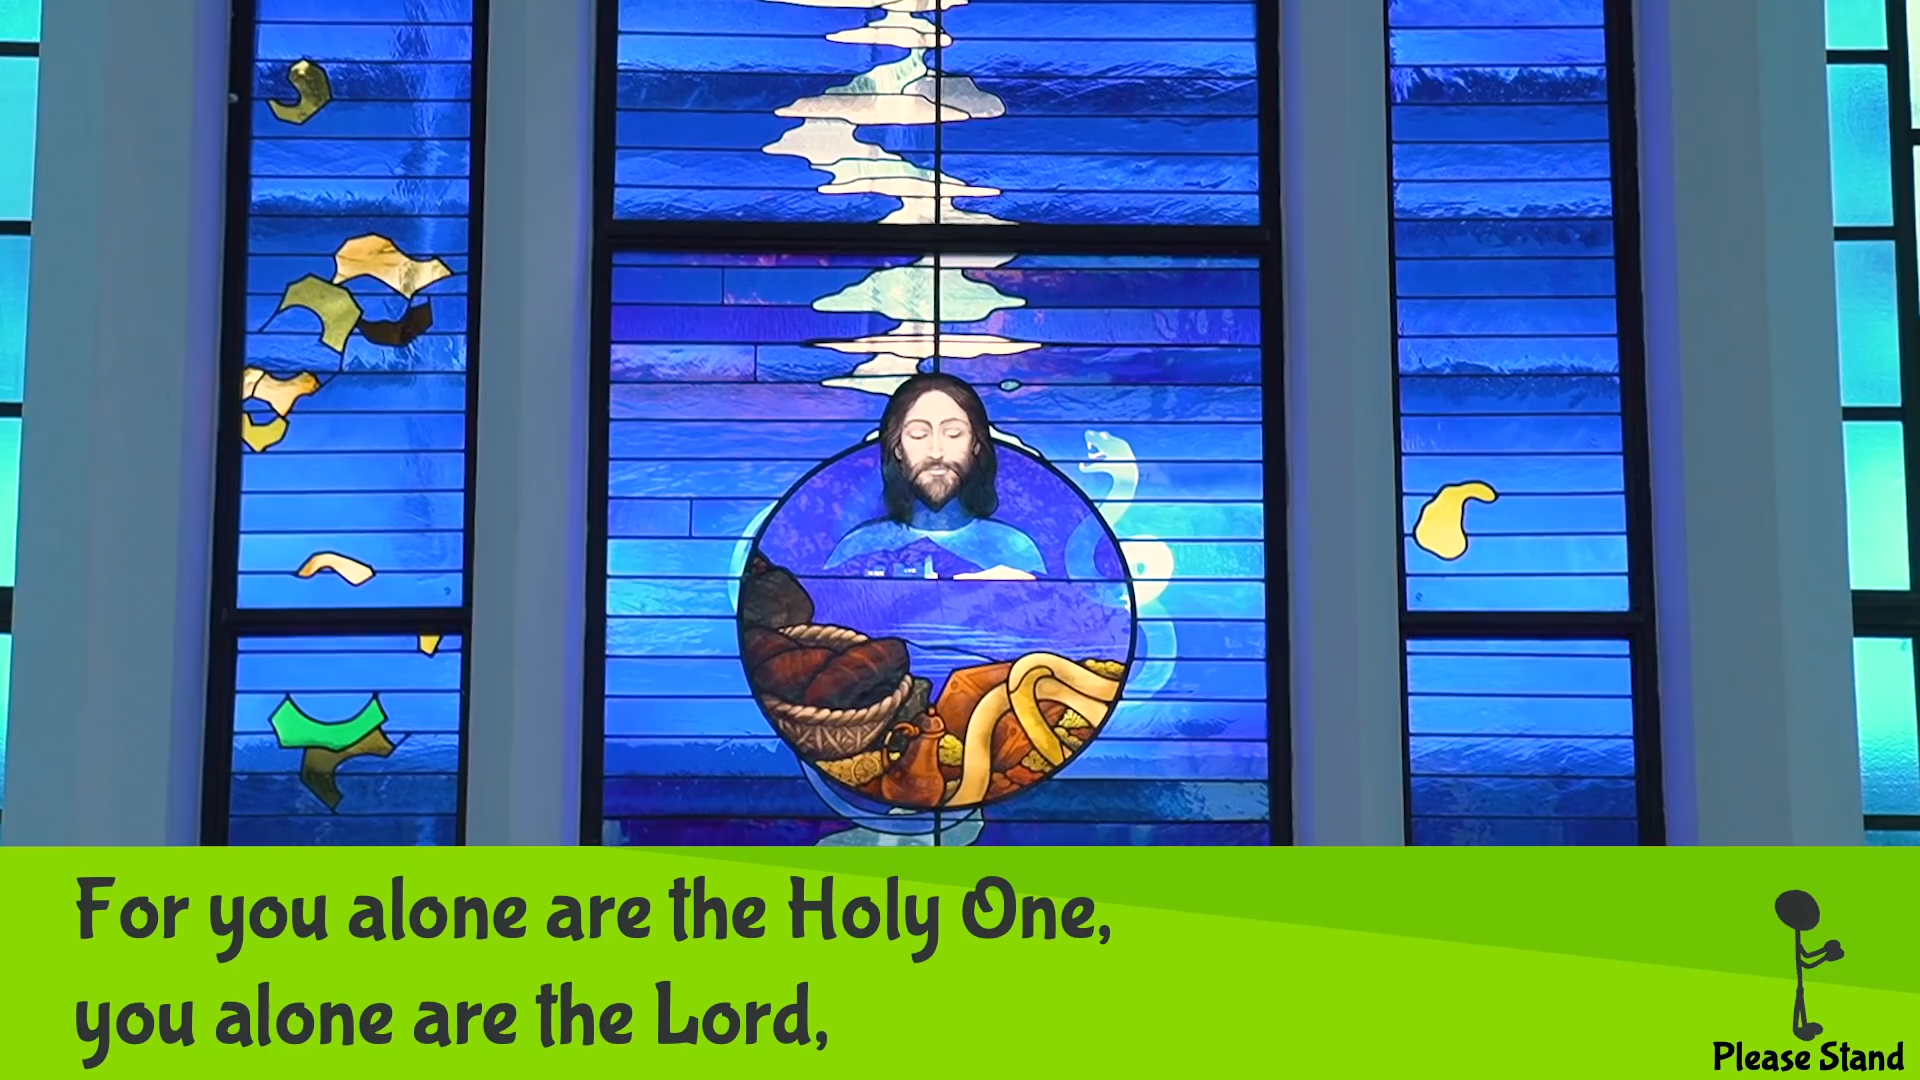 For you alone are the Holy One,
you alone are the Lord,
Please Stand